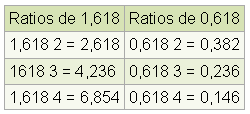 Ratios de 1,618 Ratios de 0,618
1,618 2 = 2,618 0,618 2 = 0,382
1618 3 = 4,236 0,618 3 = 0,236
1,618 4 = 6,854 0,618 4 = 0,146